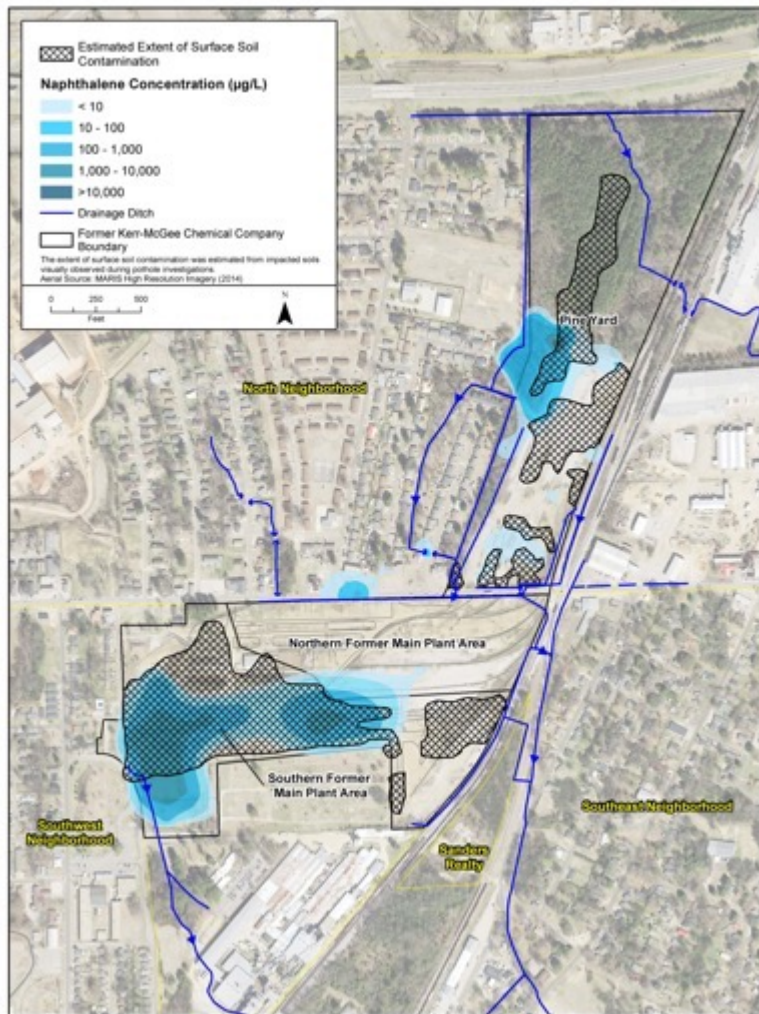 Estimated Extent of Surface Soil
Contamination
Naphthalene Concentration (µg/L)
< 10
10 - 100
100 - 1,000
1,000 - 10,000
>10,000
Drainage Ditch
Former Kerr-McGee Chemical Company
Boundary
The extent of surface soil contamination was estimated from impacted soils
visually observed during pothole investigations.
Aerial Source: MARIS High Resolution Imagery (2014)
0 250 500
Feet
N
Pine Yard
North Neighborhood
Northern Former Main Plant Area
Southern Former
Main Plant Area
Southwest
Neighborhood
Southeast Neighborhood
Sanders
Realty